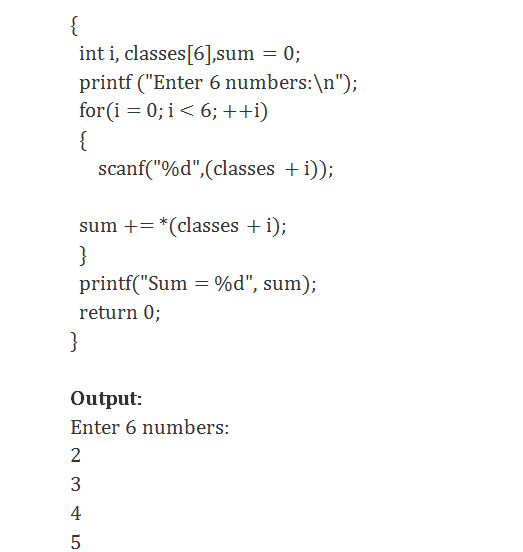 {
int i, classes[6],sum = 0;
printf ("Enter 6 numbers:\n");
for(i = 0; i < 6; ++i)
{
scanf("%d",(classes + i));
sum += *(classes + i);
}
printf("Sum = %d", sum);
return 0;
}
Output:
Enter 6 numbers:
2
3
4
5